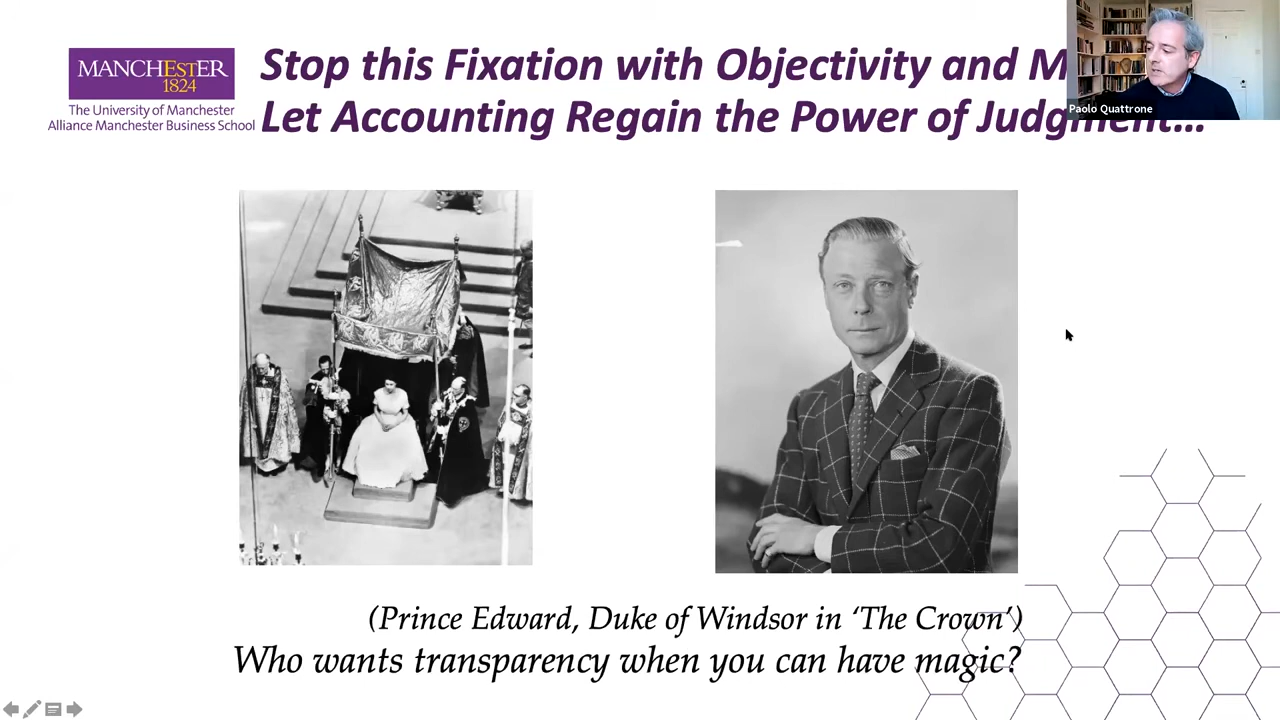 MANCHESTER
1824
The University of Manchester
Alliance Manchester Business School
Stop this Fixation with Objectivity and
Let Accounting Regain the Power of Judgment...
Paolo Quattrone
(Prince Edward, Duke of Windsor in ‘The Crown’)
Who wants transparency when you can have magic?